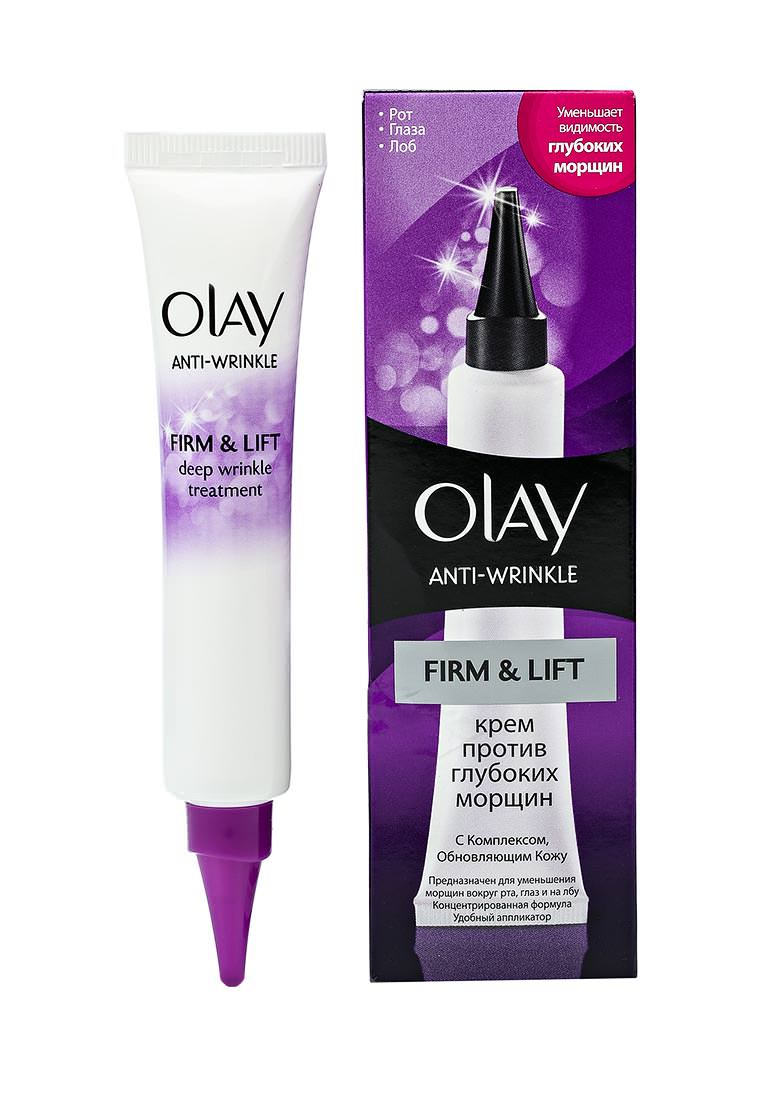 OLAY
ANTI-WRINKLE
FIRM & LIFT
deep wrinkle
treatment
• Рот
• Глаза
• Лоб
Уменьшает
видимость
глубоких
морщин
OLAY
ANTI-WRINKLE
FIRM & LIFT
крем
против
глубоких
морщин
С Комплексом,
Обновляющим Кожу
Предназначен для уменьшения
морщин вокруг рта, глаз и на лбу
Концентрированная формула
Удобный аппликатор